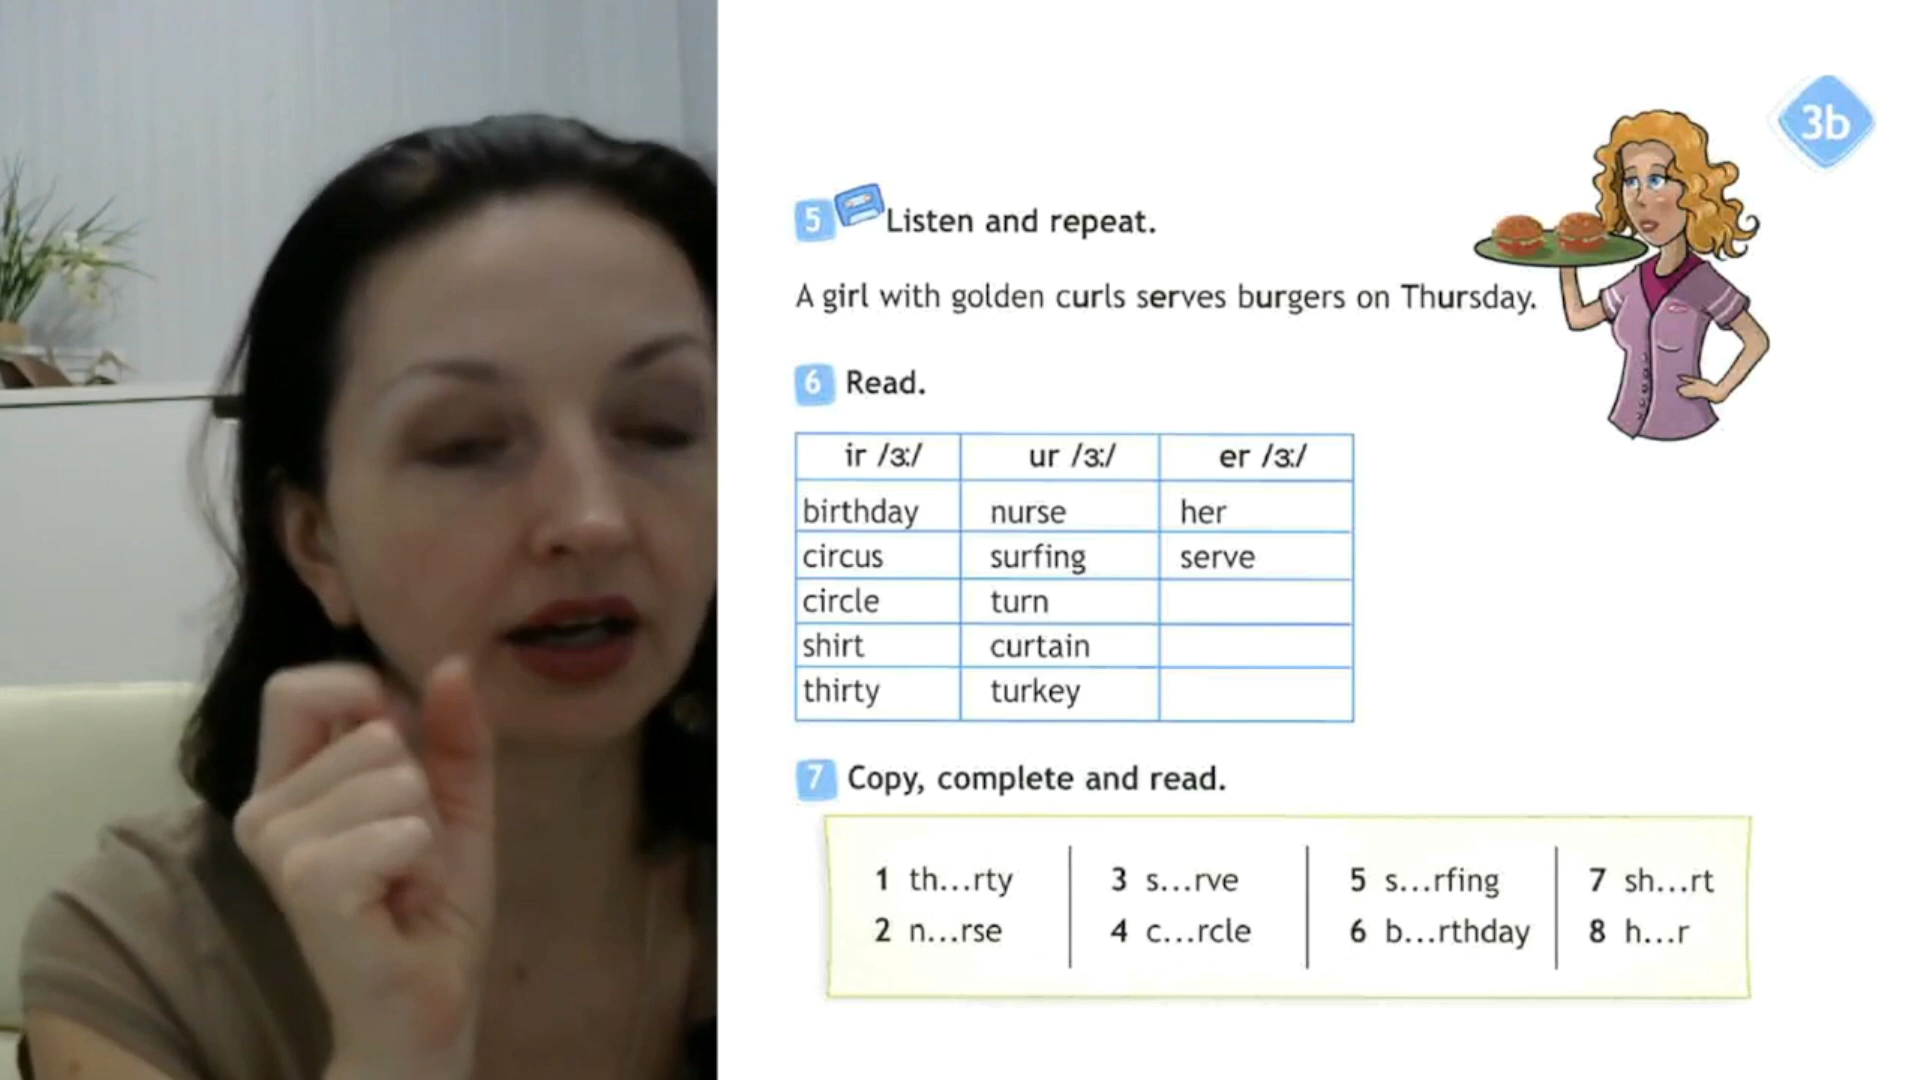 3b
5 Listen and repeat.
A girl with golden curls serves burgers on Thursday.
6 Read.
ir /ɜː/ ur /ɜː/ er /ɜː/
birthday nurse her
circus surfing serve
circle turn
shirt curtain
thirty turkey
7 Copy, complete and read.
1 th...rty 3 s...rve 5 s...rfing 7 sh...rt
2 n...rse 4 c...rcle 6 b...rthday 8 h...r